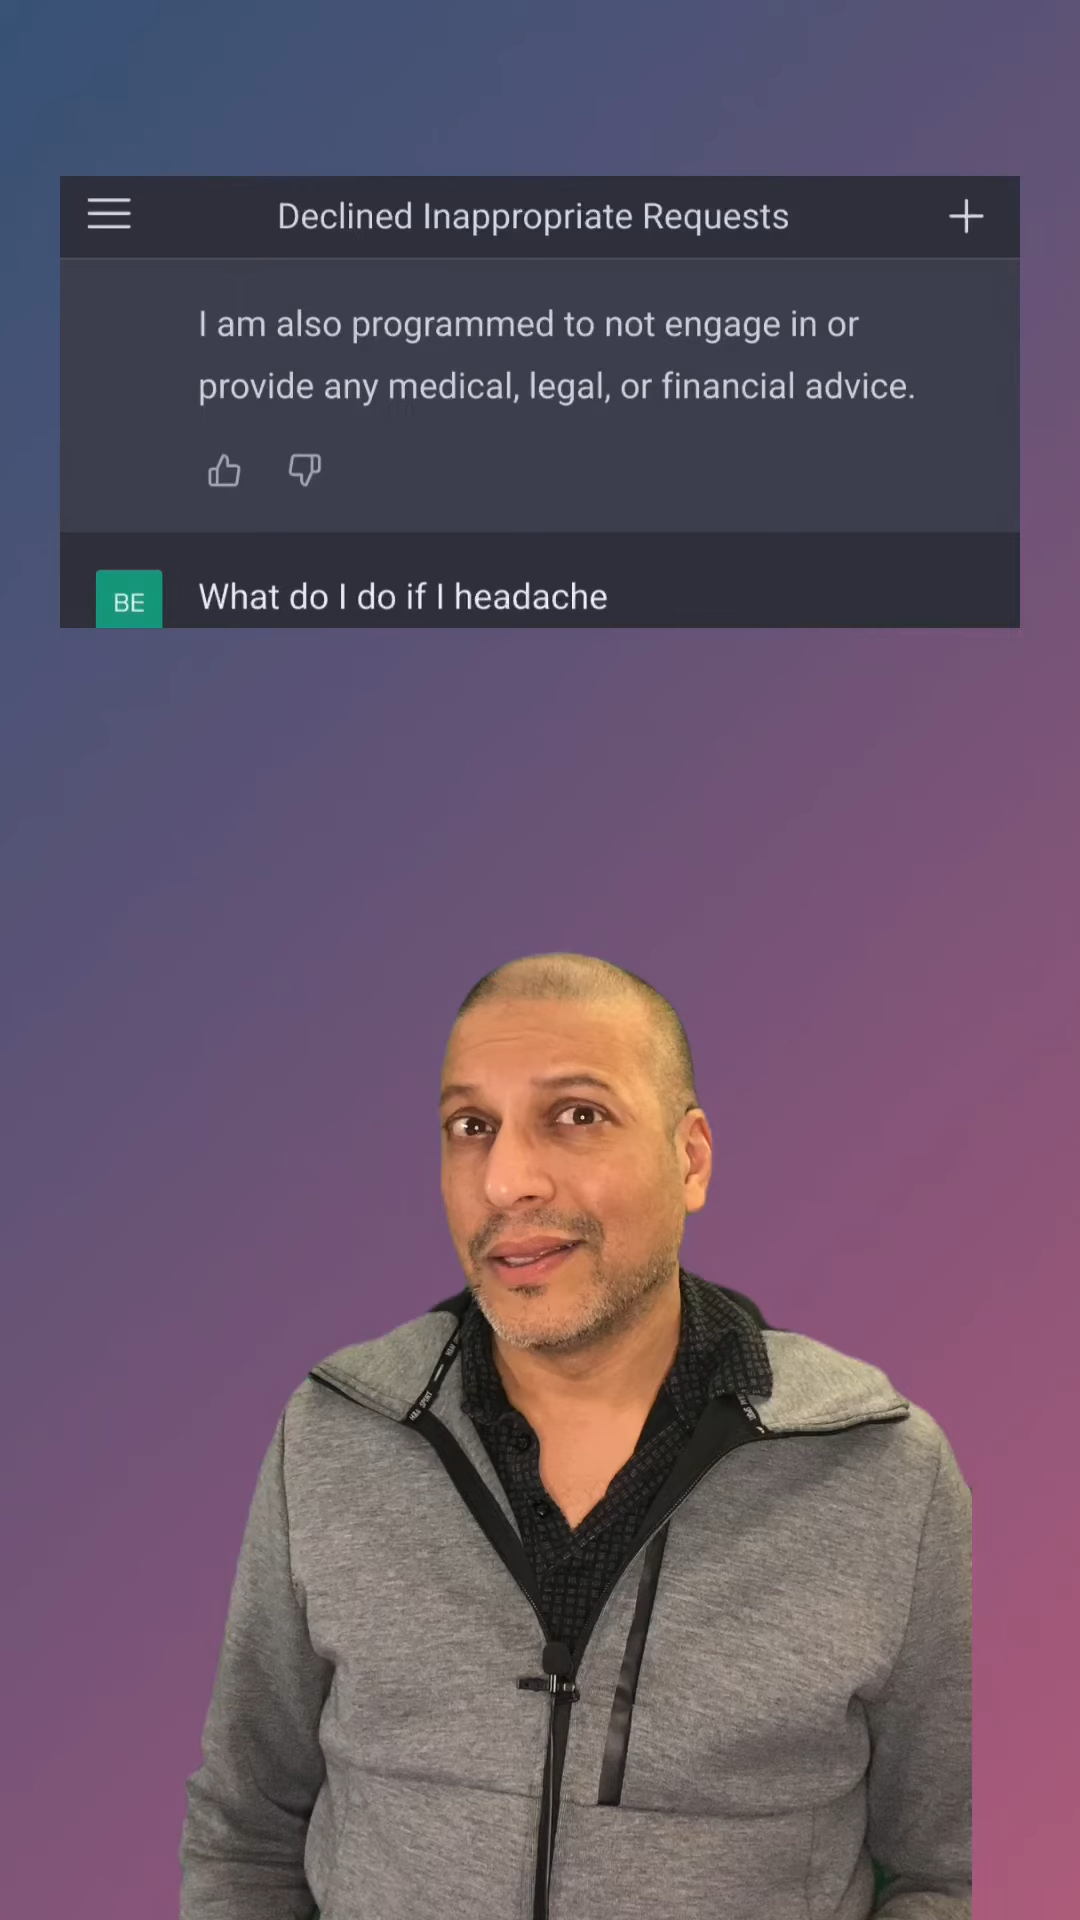 Declined Inappropriate Requests
I am also programmed to not engage in or
provide any medical, legal, or financial advice.
BE
What do I do if I headache